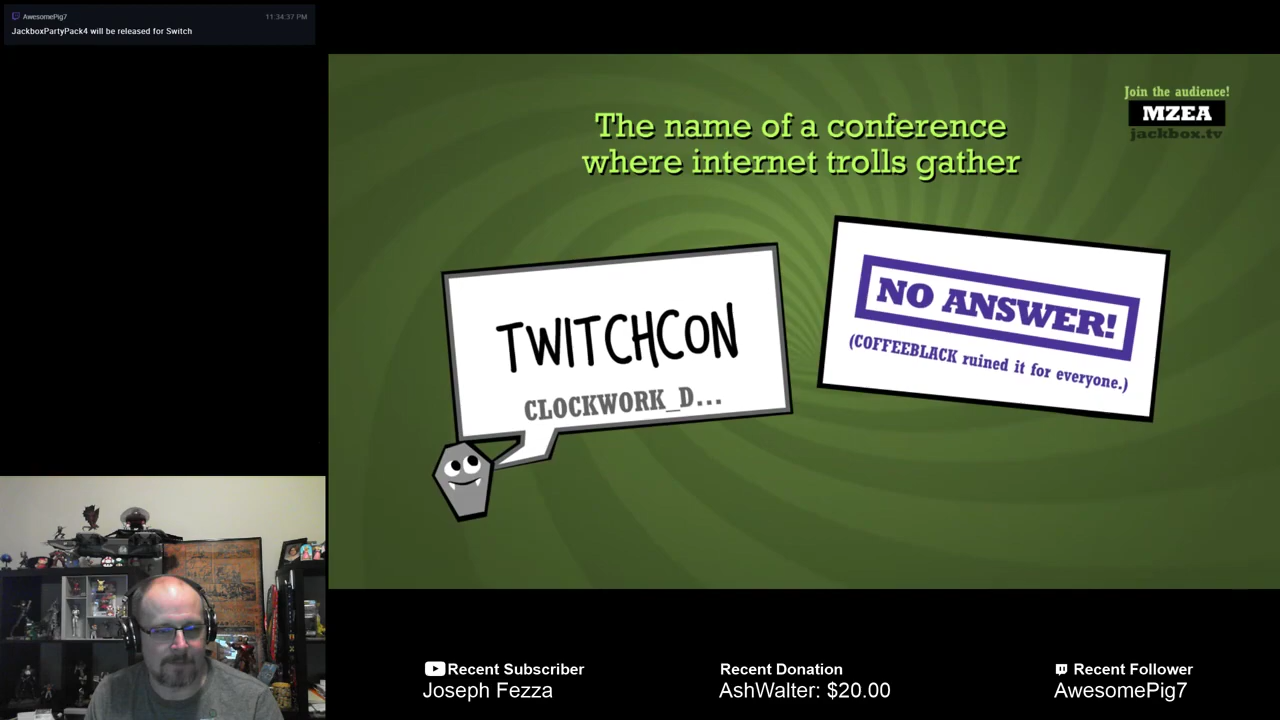 AwesomePig7 11:34:37 PM
JackboxPartyPack4 will be released for Switch
Join the audience!
MZEA
jackbox.tv
The name of a conference
where internet trolls gather
TWITCHCON
CLOCKWORK_D...
NO ANSWER!
(COFFEEBLACK ruined it for everyone.)
Recent Subscriber
Joseph Fezza
Recent Donation
AshWalter: $20.00
Recent Follower
AwesomePig7